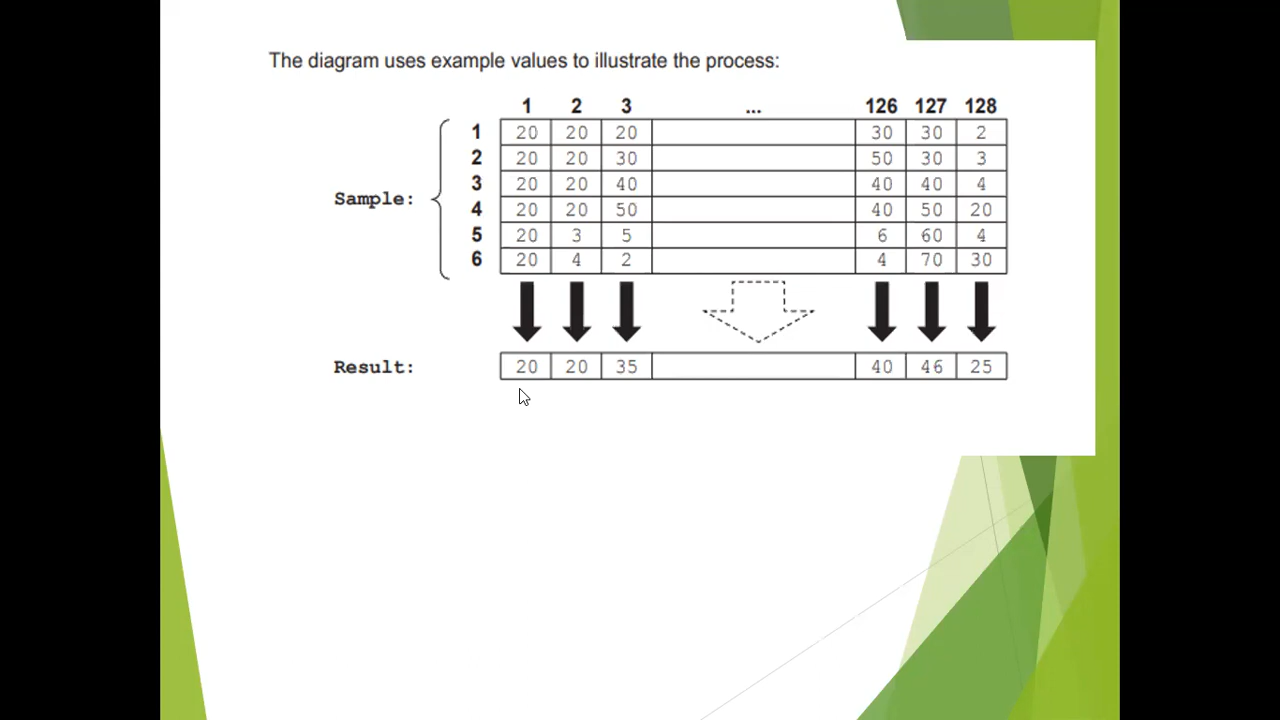 The diagram uses example values to illustrate the process:
1 2 3 ... 126 127 128
1 20 20 20 30 30 2
2 20 20 30 50 30 3
Sample: 3 20 20 40 40 40 4
4 20 20 50 40 50 20
5 20 3 5 6 60 4
6 20 4 2 4 70 30
Result: 20 20 35 40 46 25